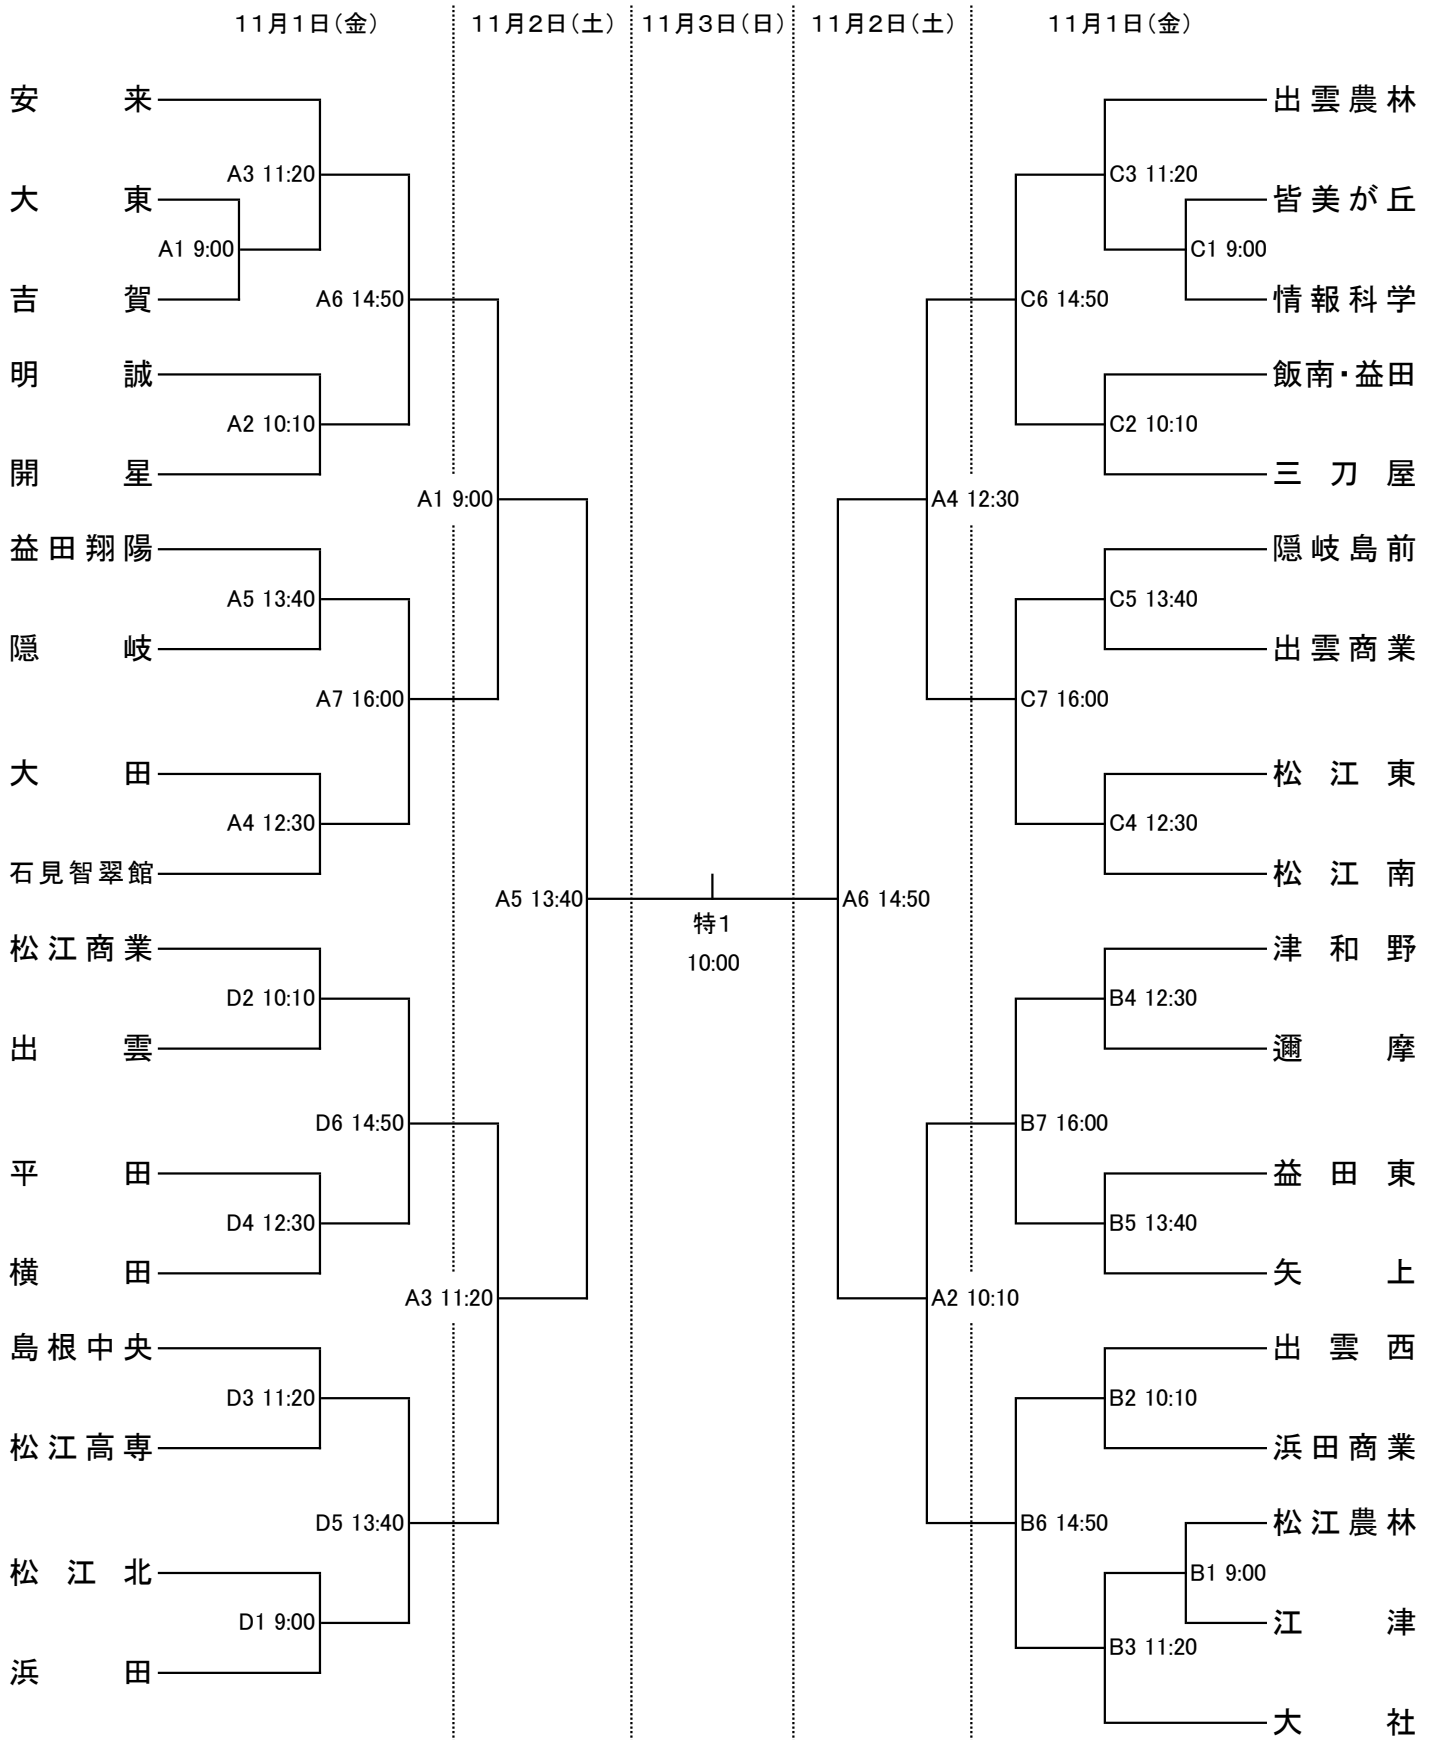 11月1日(金) 11月2日(土) 11月3日(日) 11月2日(土) 11月1日(金)
安来 出雲農林
A3 11:20 C3 11:20
大東 皆美が丘
A1 9:00 C1 9:00
吉賀 A6 14:50 C6 14:50 情報科学
明誠 飯南・益田
A2 10:10 C2 10:10
開星 三刀屋
A1 9:00 A4 12:30
益田翔陽 隠岐島前
A5 13:40 C5 13:40
隠岐 出雲商業
A7 16:00 C7 16:00
大田 松江東
A4 12:30 C4 12:30
石見智翠館 松江南
A5 13:40 A6 14:50
特1
松江商業 津和野
10:00
D2 10:10 B4 12:30
出雲 邇摩
D6 14:50 B7 16:00
平田 益田東
D4 12:30 B5 13:40
横田 矢上
A3 11:20 A2 10:10
島根中央 出雲西
D3 11:20 B2 10:10
松江高専 浜田商業
D5 13:40 B6 14:50 松江農林
松江北 B1 9:00
D1 9:00 江津
B3 11:20
浜田
大社